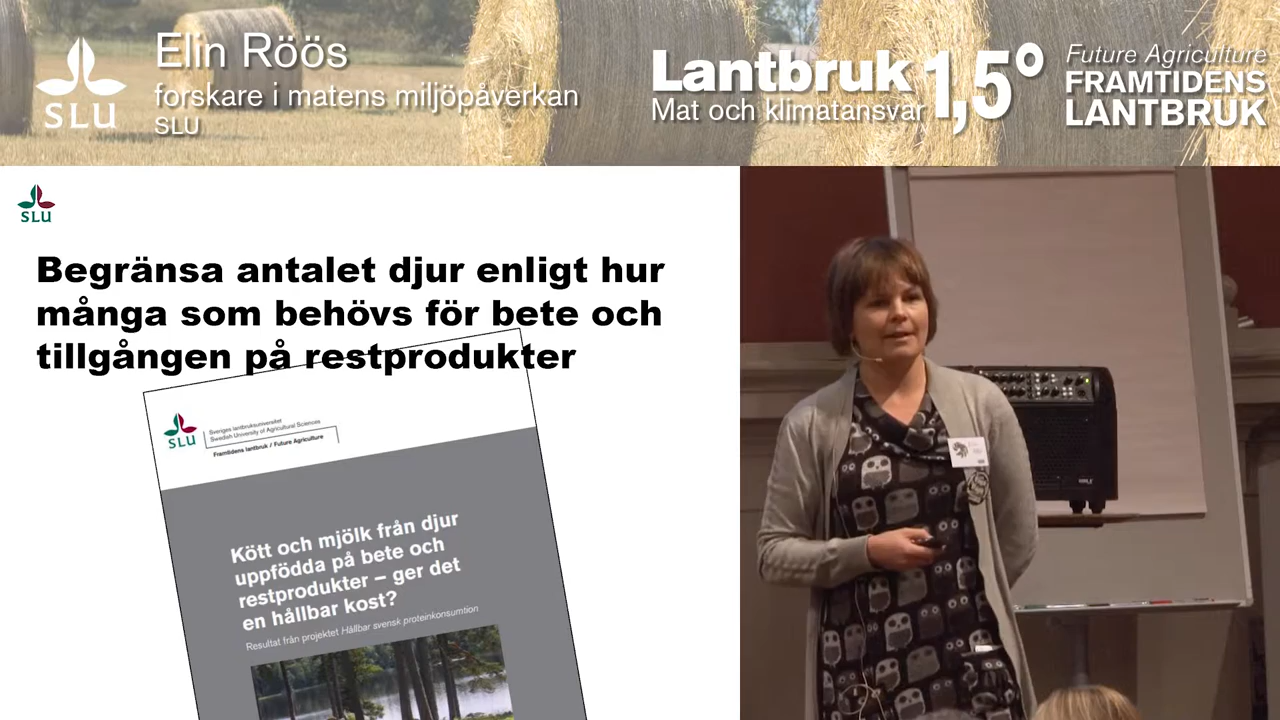 SLU
Elin Röös
forskare i matens miljöpåverkan
SLU
Lantbruk 1,5°
Mat och klimatansvar
Future Agriculture
FRAMTIDENS
LANTBRUK
SLU
Begränsa antalet djur enligt hur
många som behövs för bete och
tillgången på restprodukter
SLU
Sveriges lantbruksuniversitet
Swedish University of Agricultural Sciences
Framtidens lantbruk / Future Agriculture
Kött och mjölk från djur
uppfödda på bete och
restprodukter – ger det
en hållbar kost?
Resultat från projektet Hållbar svensk proteinkonsumtion